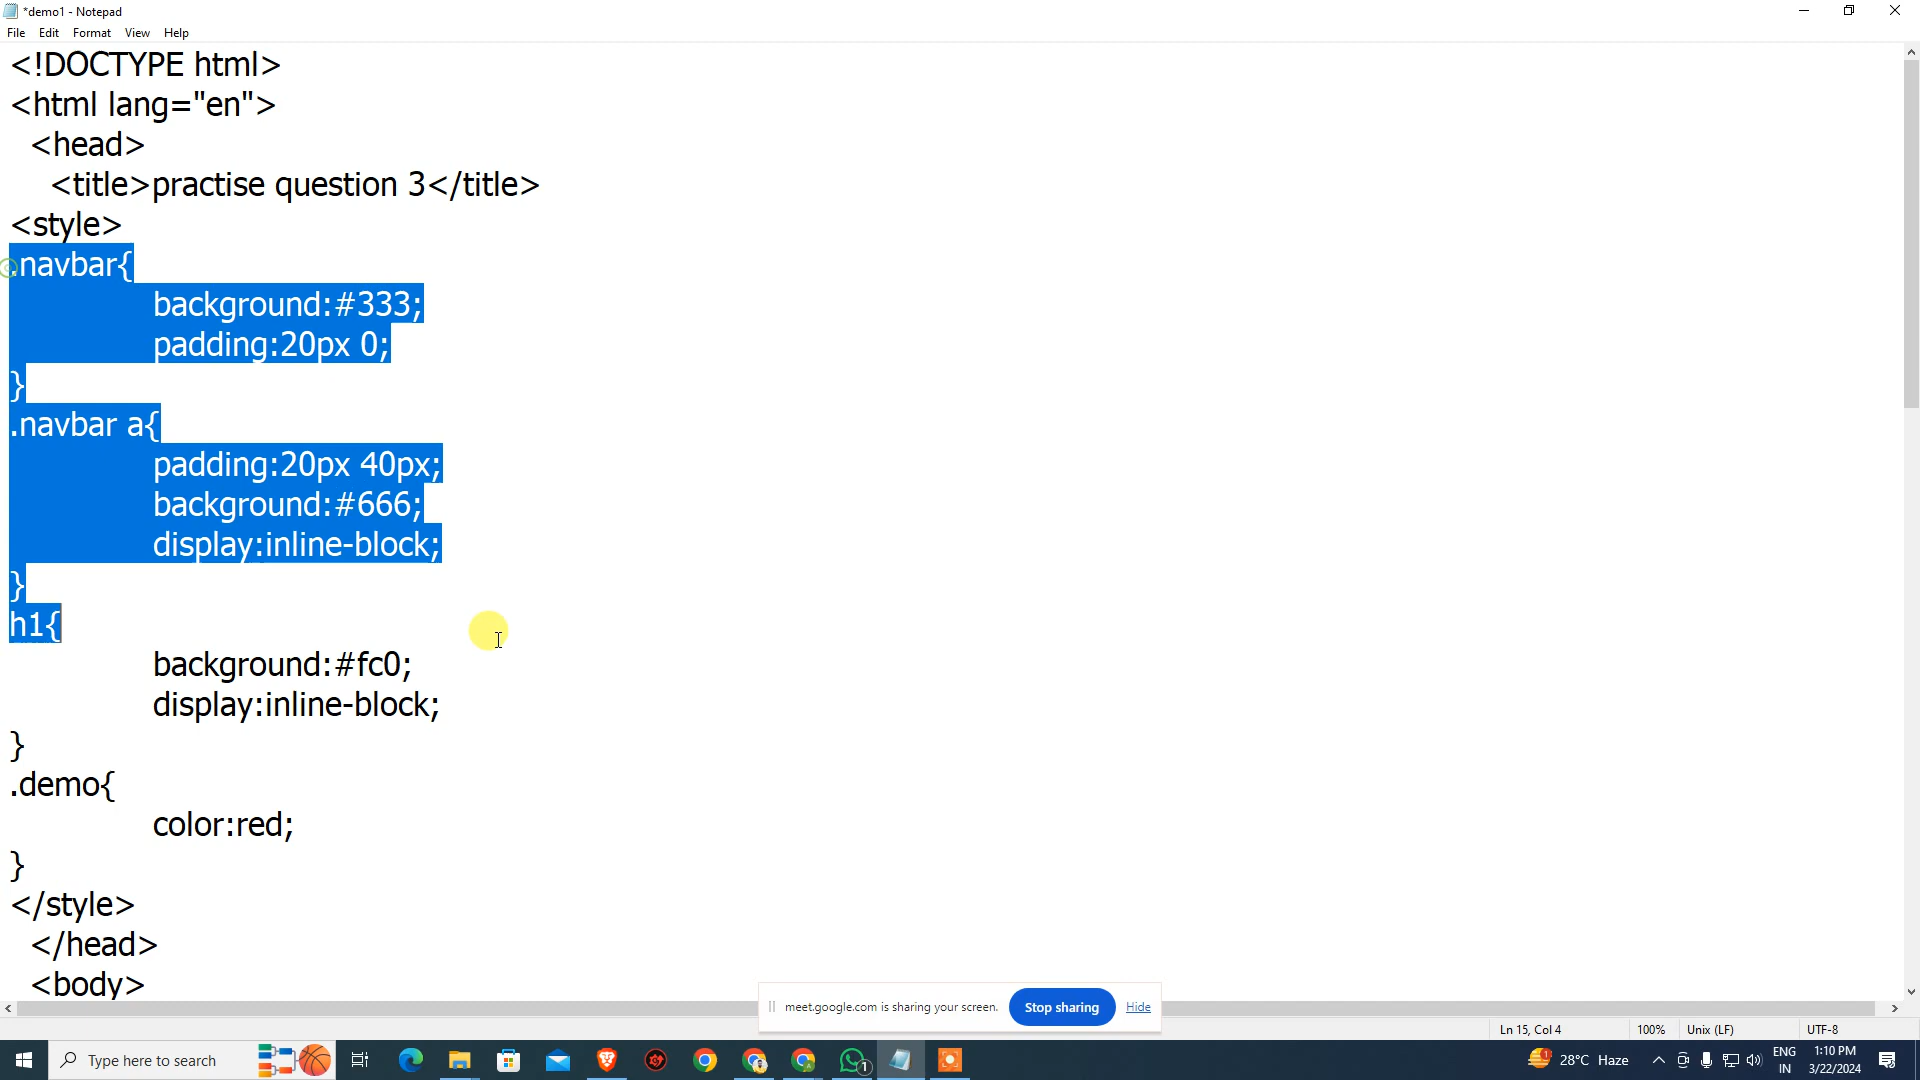 *demo1 - Notepad
File Edit Format View Help
<!DOCTYPE html>
<html lang="en">
<head>
<title>practise question 3</title>
<style>
.navbar{
background:#333;
padding:20px 0;
}
.navbar a{
padding:20px 40px;
background:#666;
display:inline-block;
}
h1{
background:#fc0;
display:inline-block;
}
.demo{
color:red;
}
</style>
</head>
<body>
meet.google.com is sharing your screen. Stop sharing Hide
Ln 15, Col 4 100% Unix (LF) UTF-8
Type here to search 1 1 28°C Haze ENG IN 1:10 PM 3/22/2024